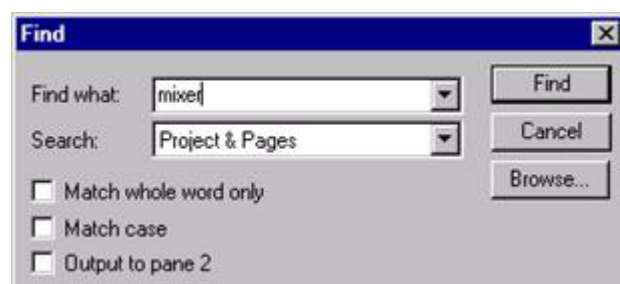 Find
Find what: mixer Find
Search: Project & Pages Cancel
Browse...
Match whole word only
Match case
Output to pane 2